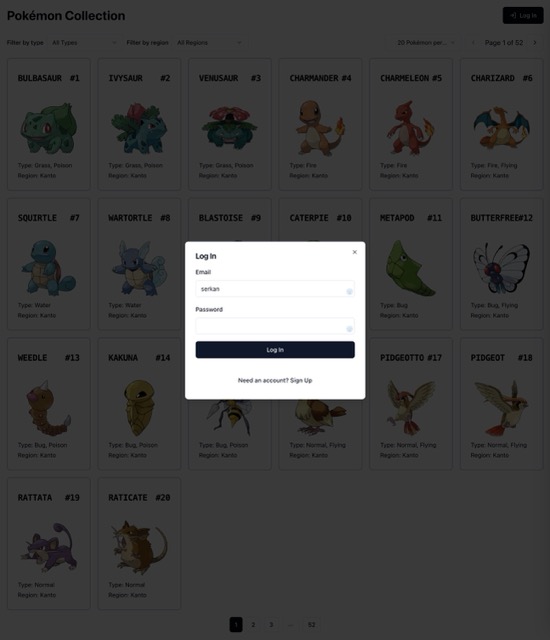 Pokémon Collection
Log In
Filter by type All Types Filter by region All Regions 20 Pokémon per... Page 1 of 52
BULBASAUR #1
Type: Grass, Poison
Region: Kanto
IVYSAUR #2
Type: Grass, Poison
Region: Kanto
VENUSAUR #3
Type: Grass, Poison
Region: Kanto
CHARMANDER #4
Type: Fire
Region: Kanto
CHARMELEON #5
Type: Fire
Region: Kanto
CHARIZARD #6
Type: Fire, Flying
Region: Kanto
SQUIRTLE #7
Type: Water
Region: Kanto
WARTORTLE #8
Type: Water
Region: Kanto
BLASTOISE #9
CATERPIE #10
METAPOD #11
Type: Bug
Region: Kanto
BUTTERFREE#12
Type: Bug, Flying
Region: Kanto
Log In
Email
serkan
Password
Log In
Need an account? Sign Up
WEEDLE #13
Type: Bug, Poison
Region: Kanto
KAKUNA #14
Type: Bug, Poison
Region: Kanto
Type: Bug, Poison
Region: Kanto
Type: Normal, Flying
Region: Kanto
PIDGEOTTO #17
Type: Normal, Flying
Region: Kanto
PIDGEOT #18
Type: Normal, Flying
Region: Kanto
RATTATA #19
Type: Normal
Region: Kanto
RATICATE #20
Type: Normal
Region: Kanto
1 2 3 ... 52